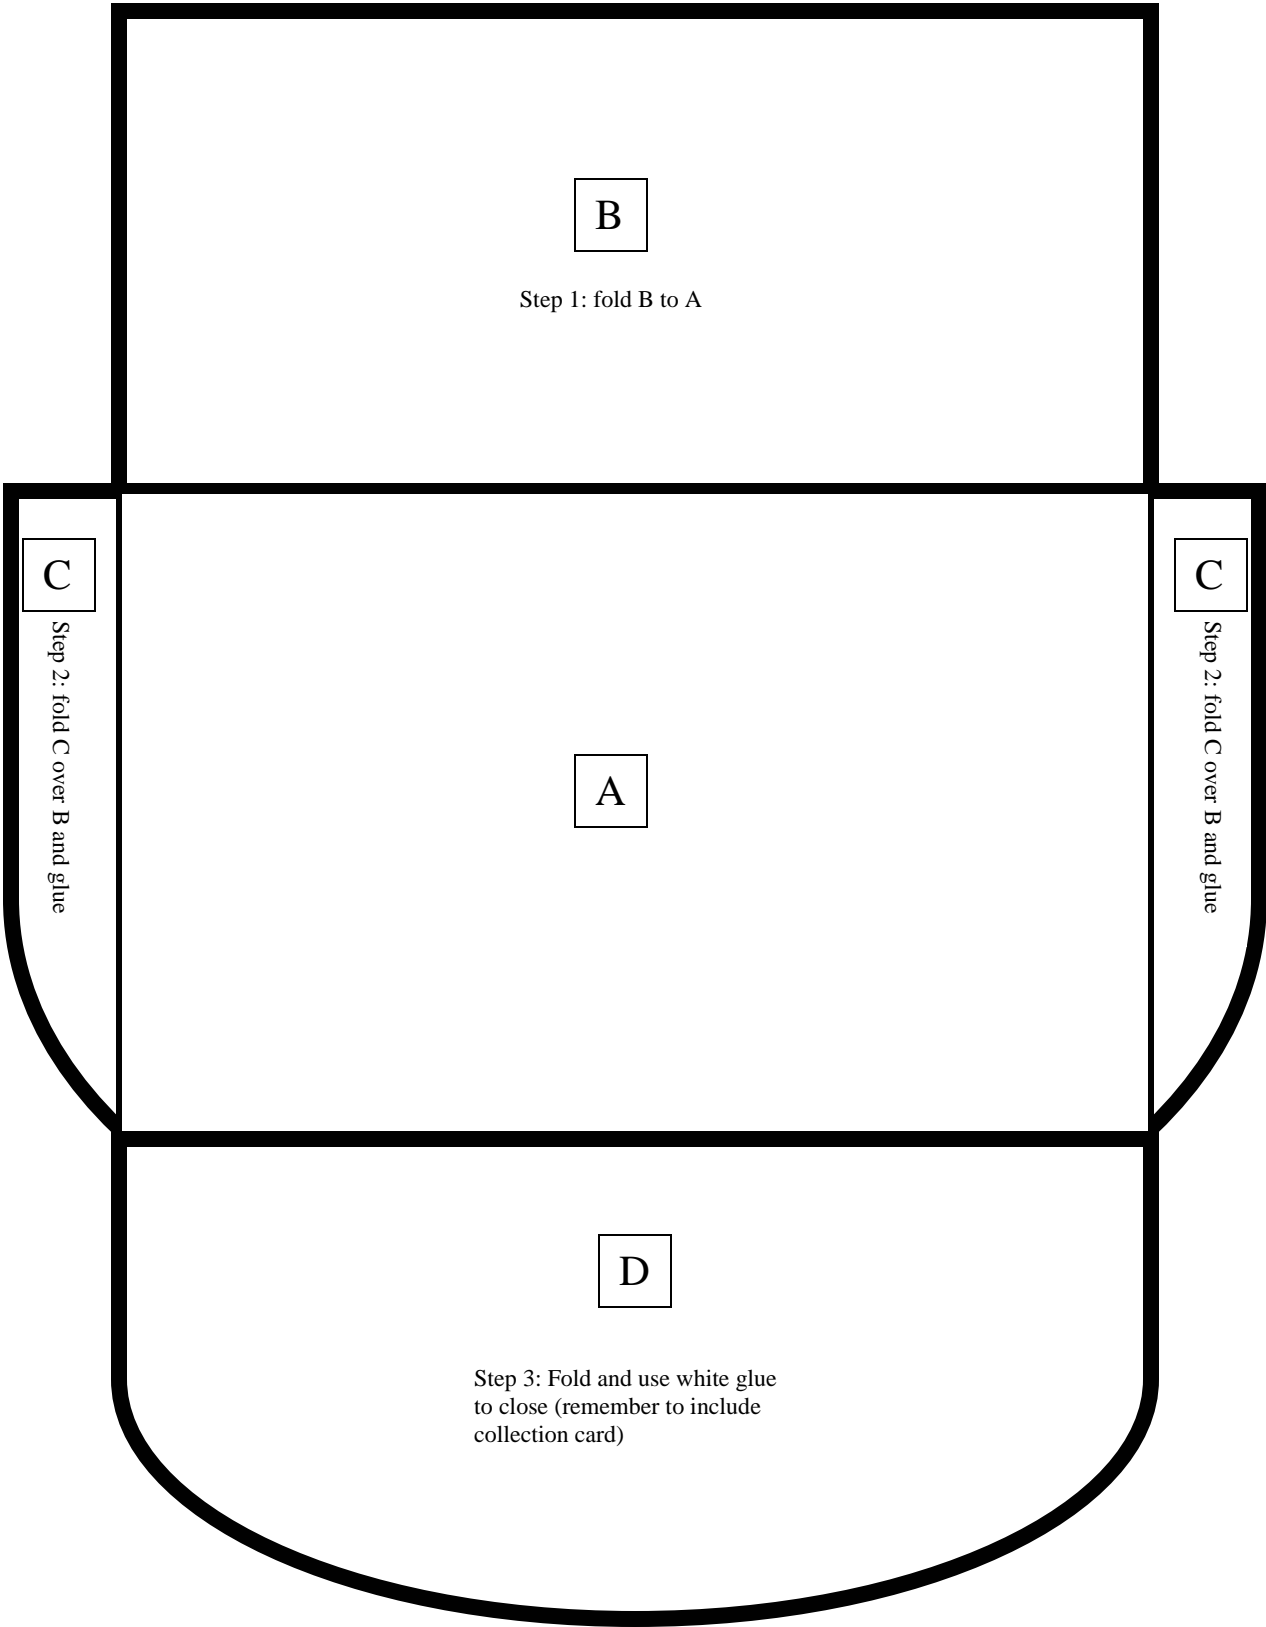 B
Step 1: fold B to A
C
Step 2: fold C over B and glue
C
Step 2: fold C over B and glue
A
D
Step 3: Fold and use white glue
to close (remember to include
collection card)